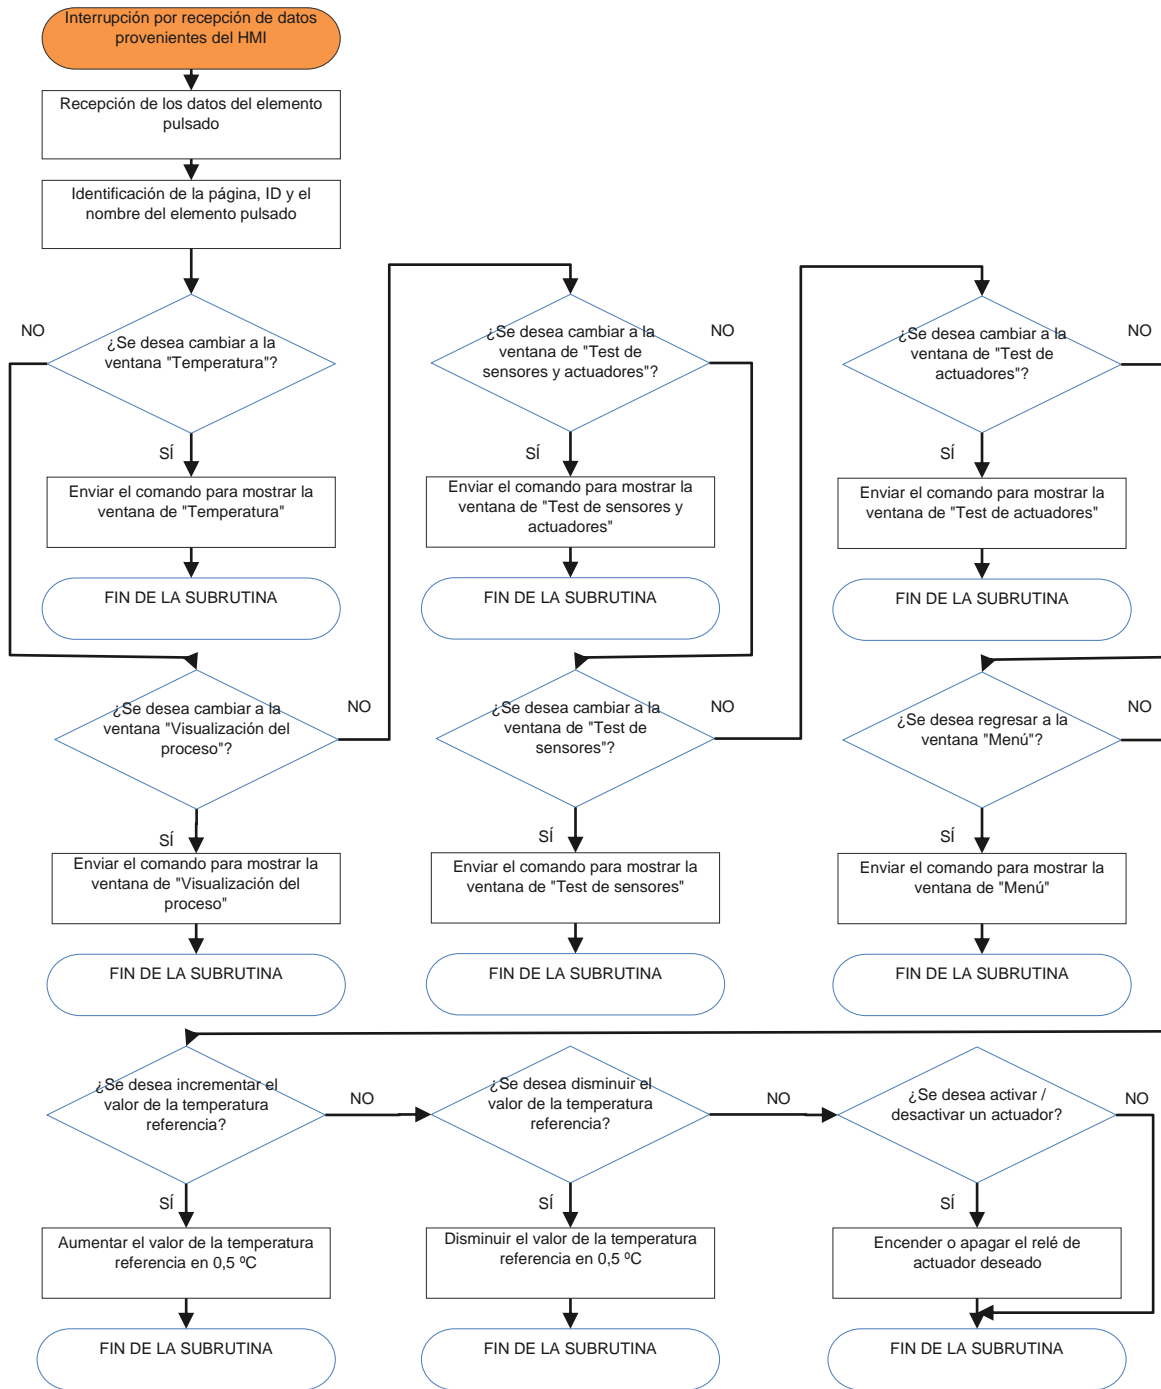 Interrupción por recepción de datos
provenientes del HMI
Recepción de los datos del elemento
pulsado
Identificación de la página, ID y el
nombre del elemento pulsado
NO
¿Se desea cambiar a la
ventana "Temperatura"?
SÍ
Enviar el comando para mostrar la
ventana de "Temperatura"
FIN DE LA SUBRUTINA
¿Se desea cambiar a la
ventana "Visualización del
proceso"?
NO
SÍ
Enviar el comando para mostrar la
ventana de "Visualización del
proceso"
FIN DE LA SUBRUTINA
¿Se desea cambiar a la
ventana de "Test de
sensores y actuadores"?
NO
SÍ
Enviar el comando para mostrar la
ventana de "Test de sensores y
actuadores"
FIN DE LA SUBRUTINA
¿Se desea cambiar a la
ventana de "Test de
sensores"?
NO
SÍ
Enviar el comando para mostrar la
ventana de "Test de sensores"
FIN DE LA SUBRUTINA
¿Se desea cambiar a la
ventana de "Test de
actuadores"?
NO
SÍ
Enviar el comando para mostrar la
ventana de "Test de actuadores"
FIN DE LA SUBRUTINA
¿Se desea regresar a la
ventana "Menú"?
NO
SÍ
Enviar el comando para mostrar la
ventana de "Menú"
FIN DE LA SUBRUTINA
¿Se desea incrementar el
valor de la temperatura
referencia?
NO
SÍ
Aumentar el valor de la temperatura
referencia en 0,5 ºC
FIN DE LA SUBRUTINA
¿Se desea disminuir el
valor de la temperatura
referencia?
NO
SÍ
Disminuir el valor de la temperatura
referencia en 0,5 ºC
FIN DE LA SUBRUTINA
¿Se desea activar /
desactivar un actuador?
NO
SÍ
Encender o apagar el relé de
actuador deseado
FIN DE LA SUBRUTINA